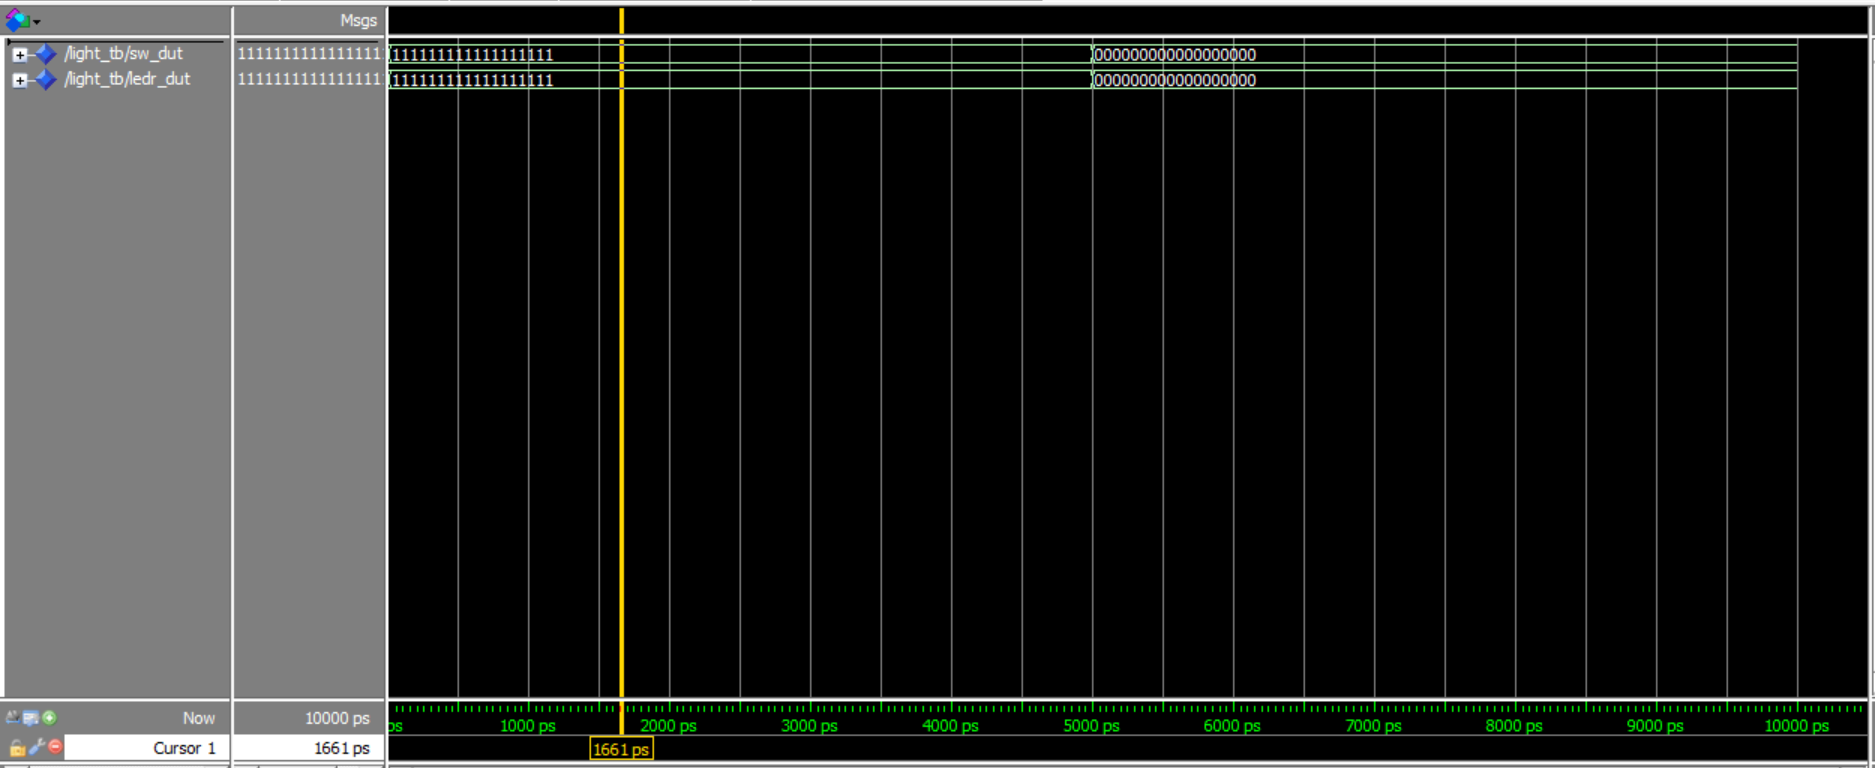 Msgs
/light_tb/sw_dut 1111111111111111 111111111111111111 000000000000000000
/light_tb/ledr_dut 1111111111111111 111111111111111111 000000000000000000
Now 10000 ps ps 1000 ps 2000 ps 3000 ps 4000 ps 5000 ps 6000 ps 7000 ps 8000 ps 9000 ps 10000 ps
Cursor 1 1661 ps 1661 ps